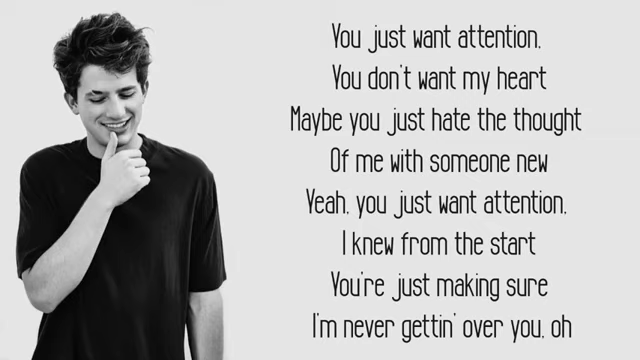 You just want attention,
You don't want my heart
Maybe you just hate the thought
Of me with someone new
Yeah, you just want attention,
I knew from the start
You're just making sure
I'm never gettin' over you, oh